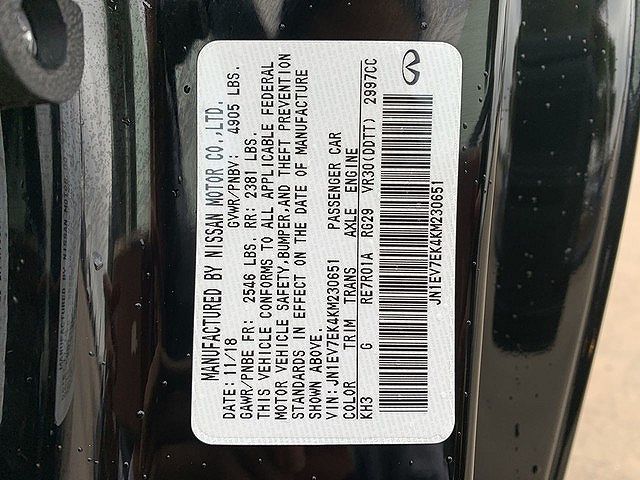 MANUFACTURED BY NISSAN MOTOR CO.,LTD.
DATE: 11/18 GVWR/PNBV: 4905 LBS.
GAWR/PNBE FR: 2546 LBS. RR: 2381 LBS.
THIS VEHICLE CONFORMS TO ALL APPLICABLE FEDERAL
MOTOR VEHICLE SAFETY,BUMPER,AND THEFT PREVENTION
STANDARDS IN EFFECT ON THE DATE OF MANUFACTURE
SHOWN ABOVE.
VIN: JN1EV7EK4KM230651 PASSENGER CAR
COLOR TRIM TRANS AXLE ENGINE
KH3 G RE7R01A RG29 VR30(DDTT) 2997CC
JN1EV7EK4KM230651